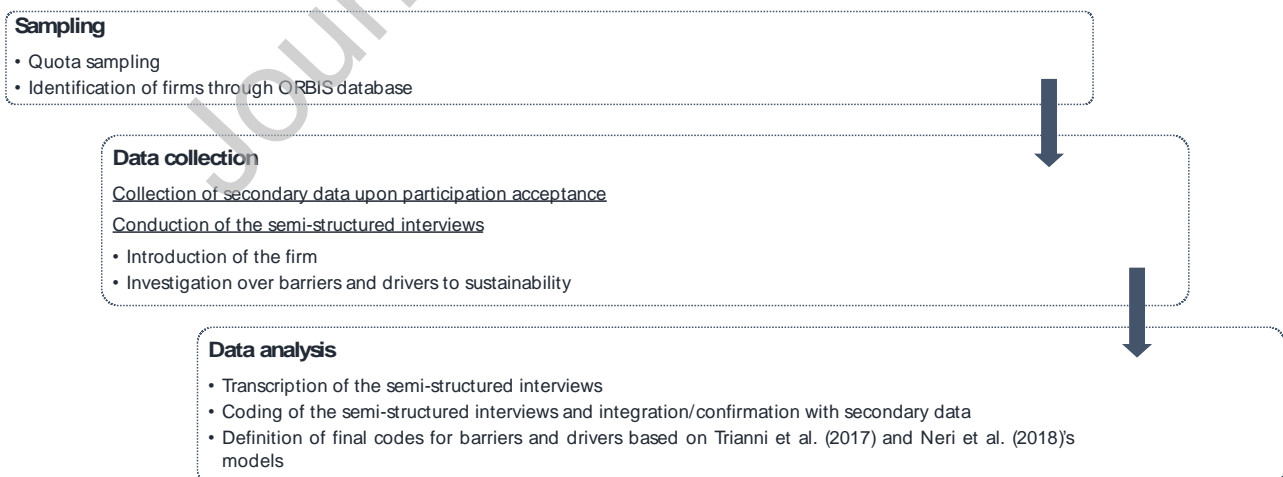 Sampling
• Quota sampling
• Identification of firms through ORBIS database
Data collection
Collection of secondary data upon participation acceptance
Conduction of the semi-structured interviews
• Introduction of the firm
• Investigation over barriers and drivers to sustainability
Data analysis
• Transcription of the semi-structured interviews
• Coding of the semi-structured interviews and integration/confirmation with secondary data
• Definition of final codes for barriers and drivers based on Trianni et al. (2017) and Neri et al. (2018)'s
models
Jour